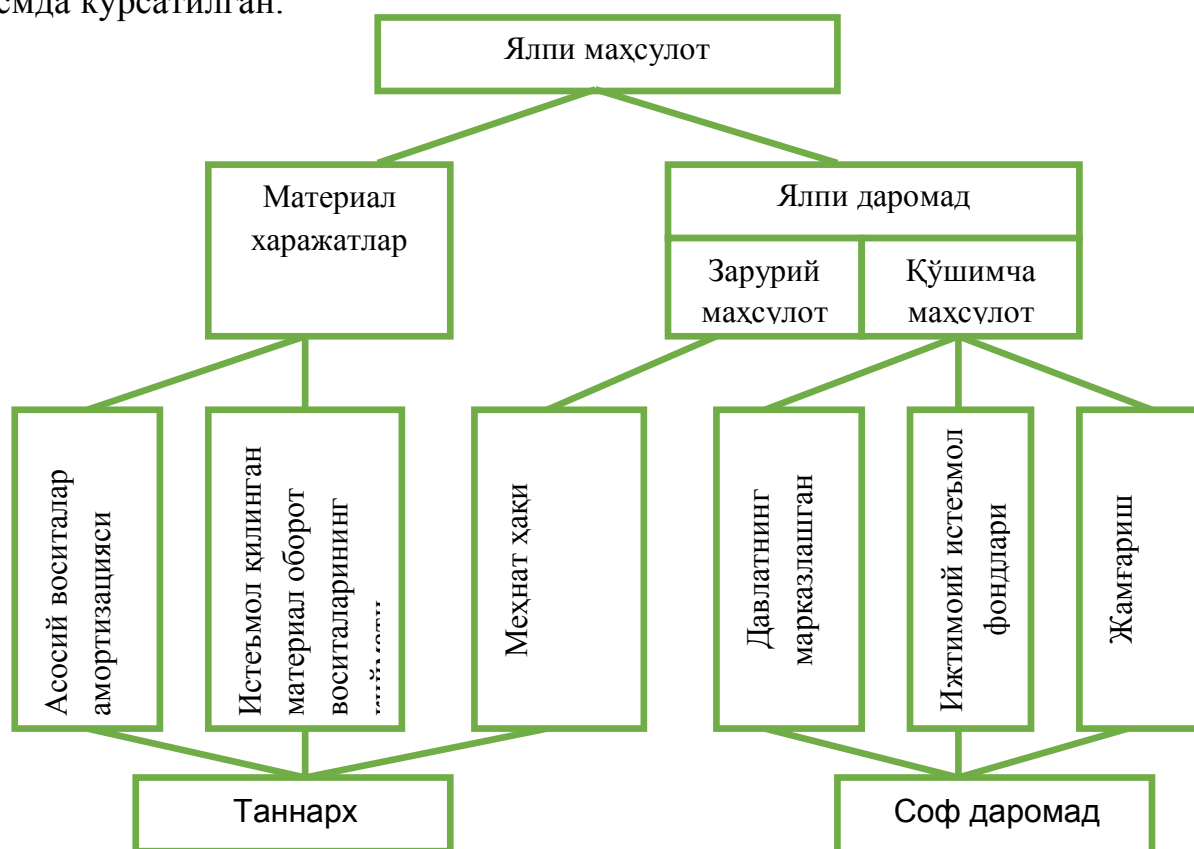 курсатилган.
Ялпи маҳсулот
Материал
харажатлар
Ялпи даромад
Зарурий
маҳсулот
Қўшимча
маҳсулот
Асосий воситалар
амортизацияси
Истеъмол қилинган
материал оборот
воситаларининг
Меҳнат ҳақи
Давлатнинг
марказлашган
Ижтимоий истеъмол
фондлари
Жамғариш
Таннарх
Соф даромад